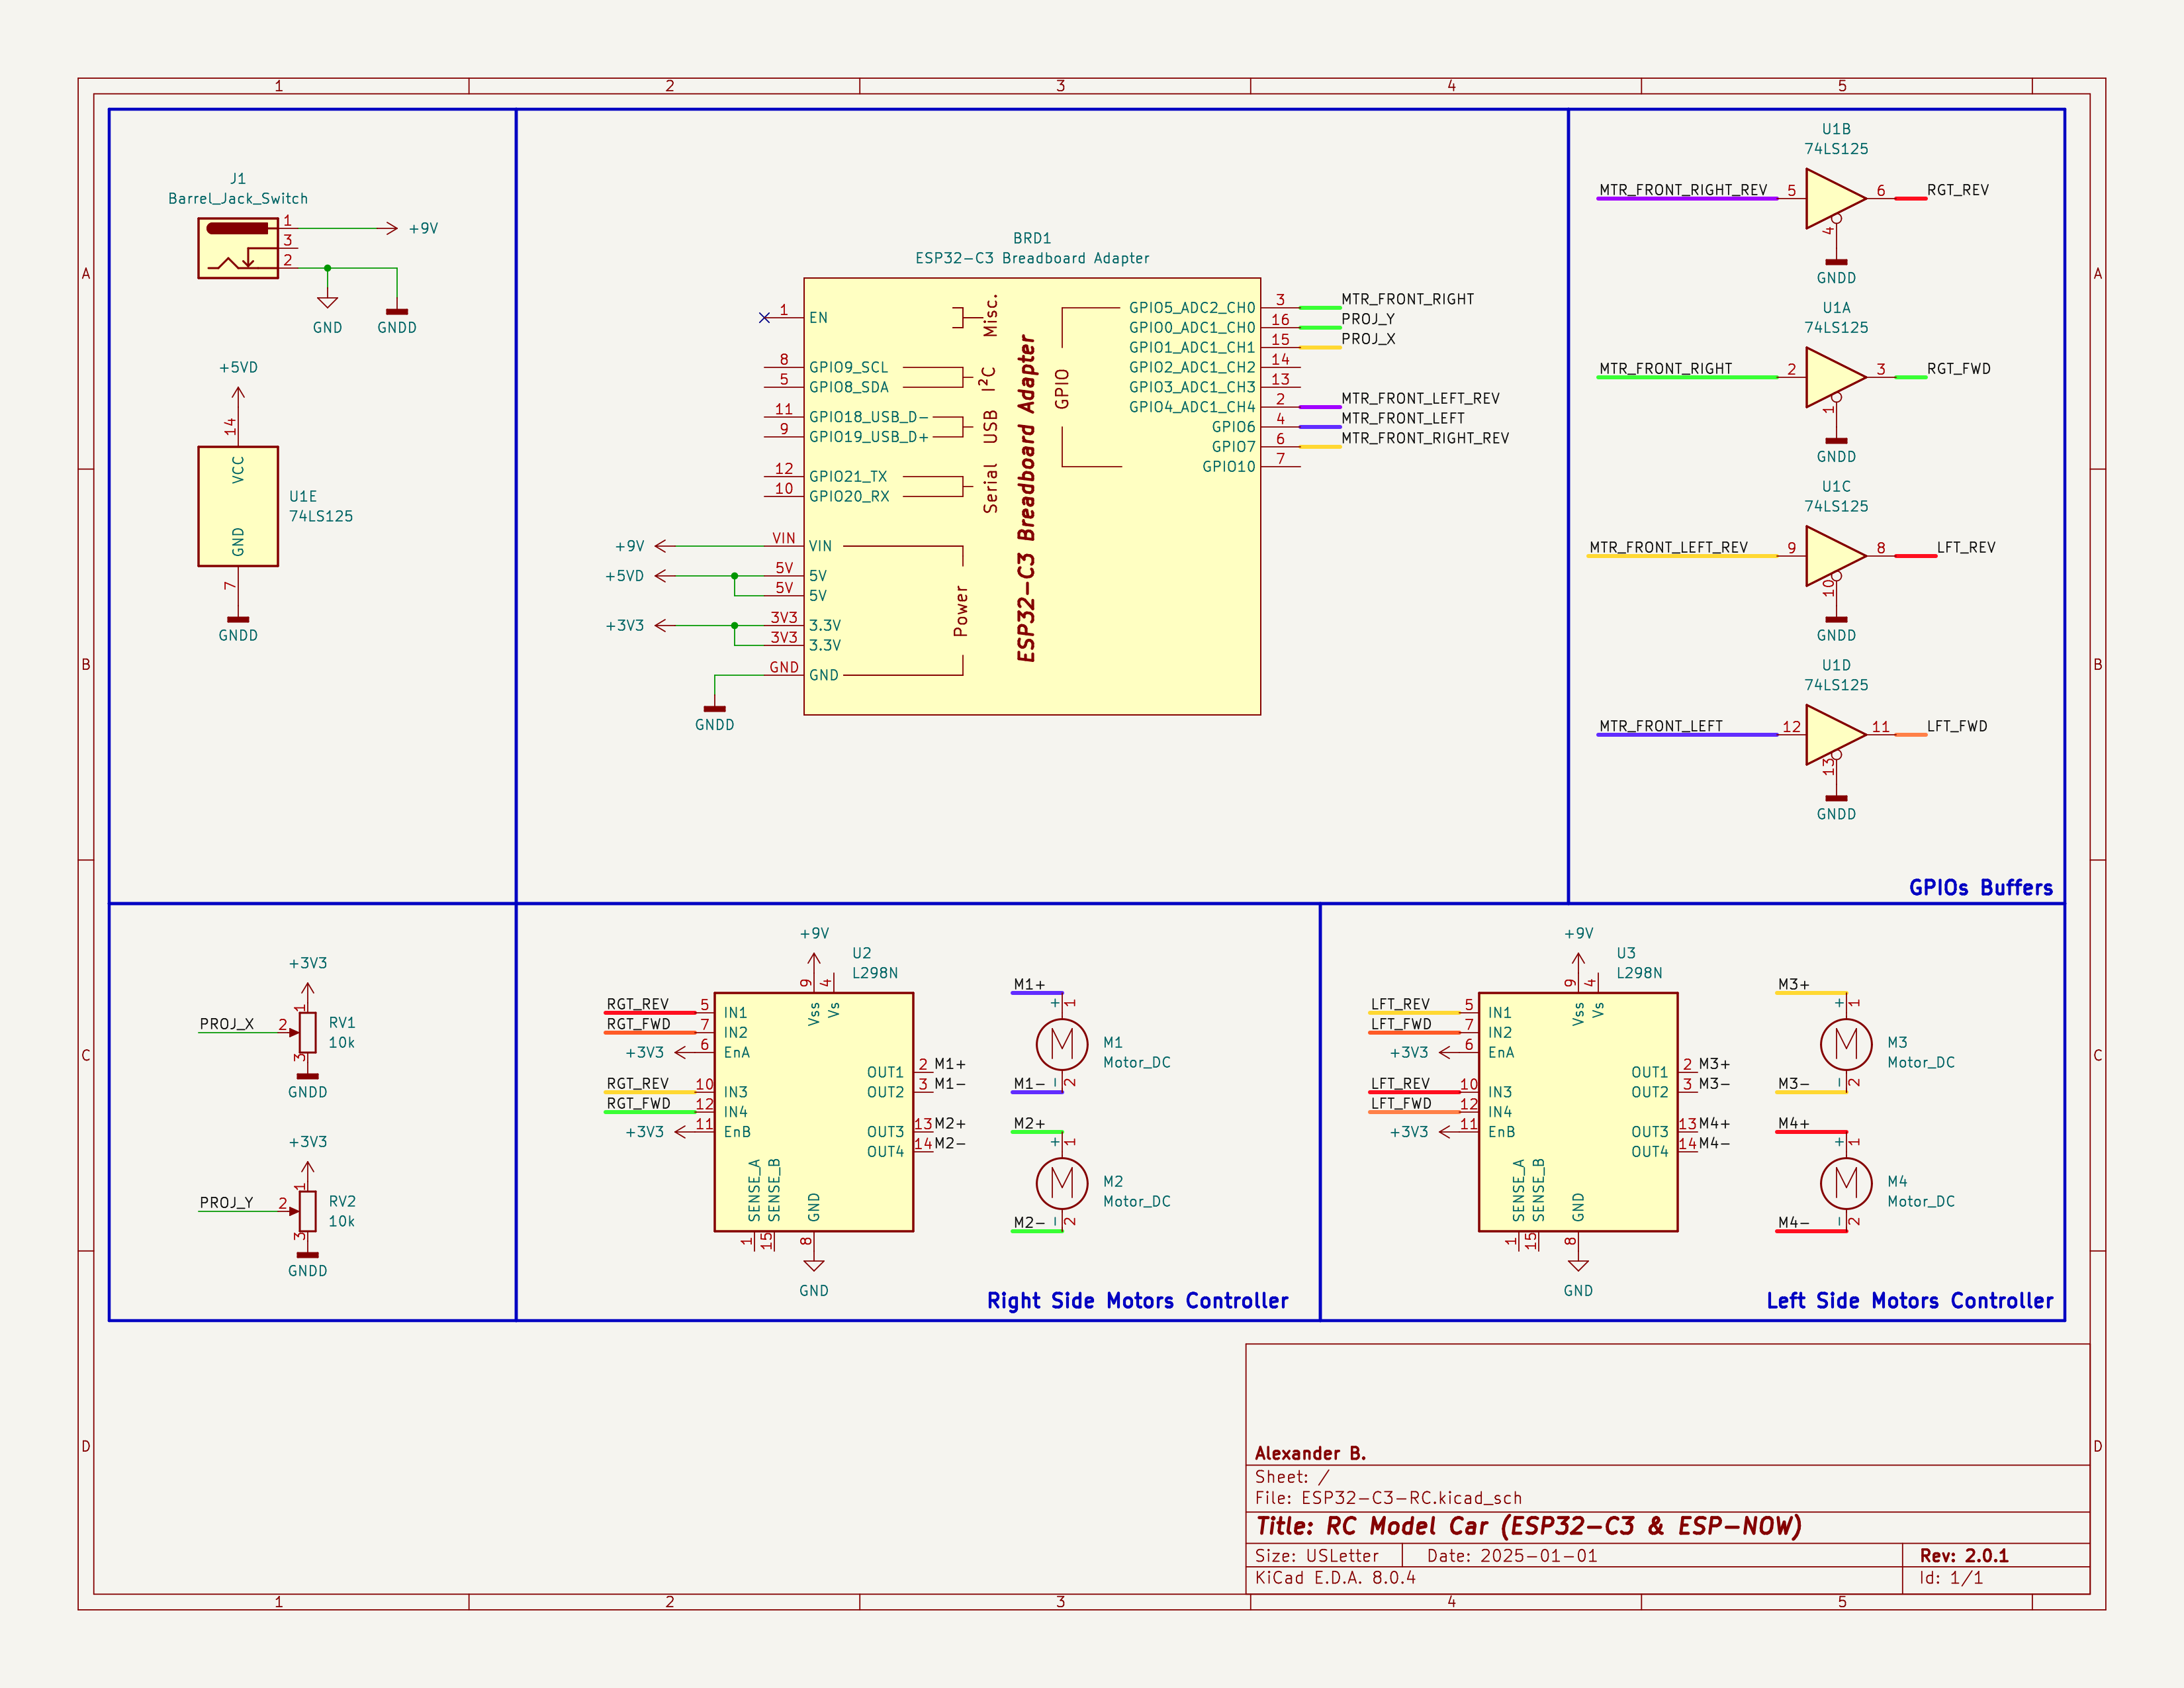 1 2 3 4 5
A
B
C
D
J1
Barrel_Jack_Switch
1
3
2
+9V
GND
GNDD
+5VD
14
VCC
GND
7
U1E
74LS125
GNDD
BRD1
ESP32-C3 Breadboard Adapter
1 EN
8 GPIO9_SCL
5 GPIO8_SDA
11 GPIO18_USB_D-
9 GPIO19_USB_D+
12 GPIO21_TX
10 GPIO20_RX
+9V VIN VIN
+5VD 5V 5V
5V 5V
+3V3 3V3 3.3V
3V3 3.3V
GND GND
GNDD
Misc.
I²C
USB
Serial
Power
ESP32-C3 Breadboard Adapter
GPIO
GPIO5_ADC2_CH0 3 MTR_FRONT_RIGHT
GPIO0_ADC1_CH0 16 PROJ_Y
GPIO1_ADC1_CH1 15 PROJ_X
GPIO2_ADC1_CH2 14
GPIO3_ADC1_CH3 13
GPIO4_ADC1_CH4 2 MTR_FRONT_LEFT_REV
GPIO6 4 MTR_FRONT_LEFT
GPIO7 6 MTR_FRONT_RIGHT_REV
GPIO10 7
U1B
74LS125
MTR_FRONT_RIGHT_REV 5 6 RGT_REV
4
GNDD
U1A
74LS125
MTR_FRONT_RIGHT 2 3 RGT_FWD
1
GNDD
U1C
74LS125
MTR_FRONT_LEFT_REV 9 8 LFT_REV
10
GNDD
U1D
74LS125
MTR_FRONT_LEFT 12 11 LFT_FWD
13
GNDD
GPIOs Buffers
+3V3
1
PROJ_X 2
3
RV1
10k
GNDD
+3V3
1
PROJ_Y 2
3
RV2
10k
GNDD
+9V
U2
L298N
9 4
Vss Vs
RGT_REV 5 IN1
RGT_FWD 7 IN2
+3V3 6 EnA
RGT_REV 10 IN3
RGT_FWD 12 IN4
+3V3 11 EnB
OUT1 2 M1+
OUT2 3 M1-
OUT3 13 M2+
OUT4 14 M2-
SENSE_A SENSE_B GND
1 15 8
GND
M1+ + 1
M
M1
Motor_DC
M1- - 2
M2+ + 1
M
M2
Motor_DC
M2- - 2
Right Side Motors Controller
+9V
U3
L298N
9 4
Vss Vs
LFT_REV 5 IN1
LFT_FWD 7 IN2
+3V3 6 EnA
LFT_REV 10 IN3
LFT_FWD 12 IN4
+3V3 11 EnB
OUT1 2 M3+
OUT2 3 M3-
OUT3 13 M4+
OUT4 14 M4-
SENSE_A SENSE_B GND
1 15 8
GND
M3+ + 1
M
M3
Motor_DC
M3- - 2
M4+ + 1
M
M4
Motor_DC
M4- - 2
Left Side Motors Controller
Alexander B.
Sheet: /
File: ESP32-C3-RC.kicad_sch
Title: RC Model Car (ESP32-C3 & ESP-NOW)
Size: USLetter Date: 2025-01-01 Rev: 2.0.1
KiCad E.D.A. 8.0.4 Id: 1/1
A
B
C
D
1 2 3 4 5